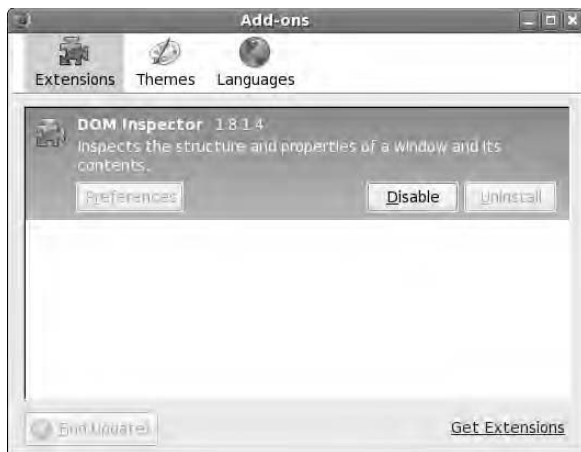 Add-ons
Extensions Themes Languages
DOM Inspector 1.8.1.4
Inspects the structure and properties of a window and its
contents.
Preferences Disable Uninstall
Find Updates Get Extensions